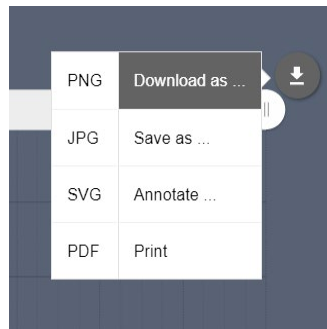 PNG Download as ...
JPG Save as ...
SVG Annotate ...
PDF Print